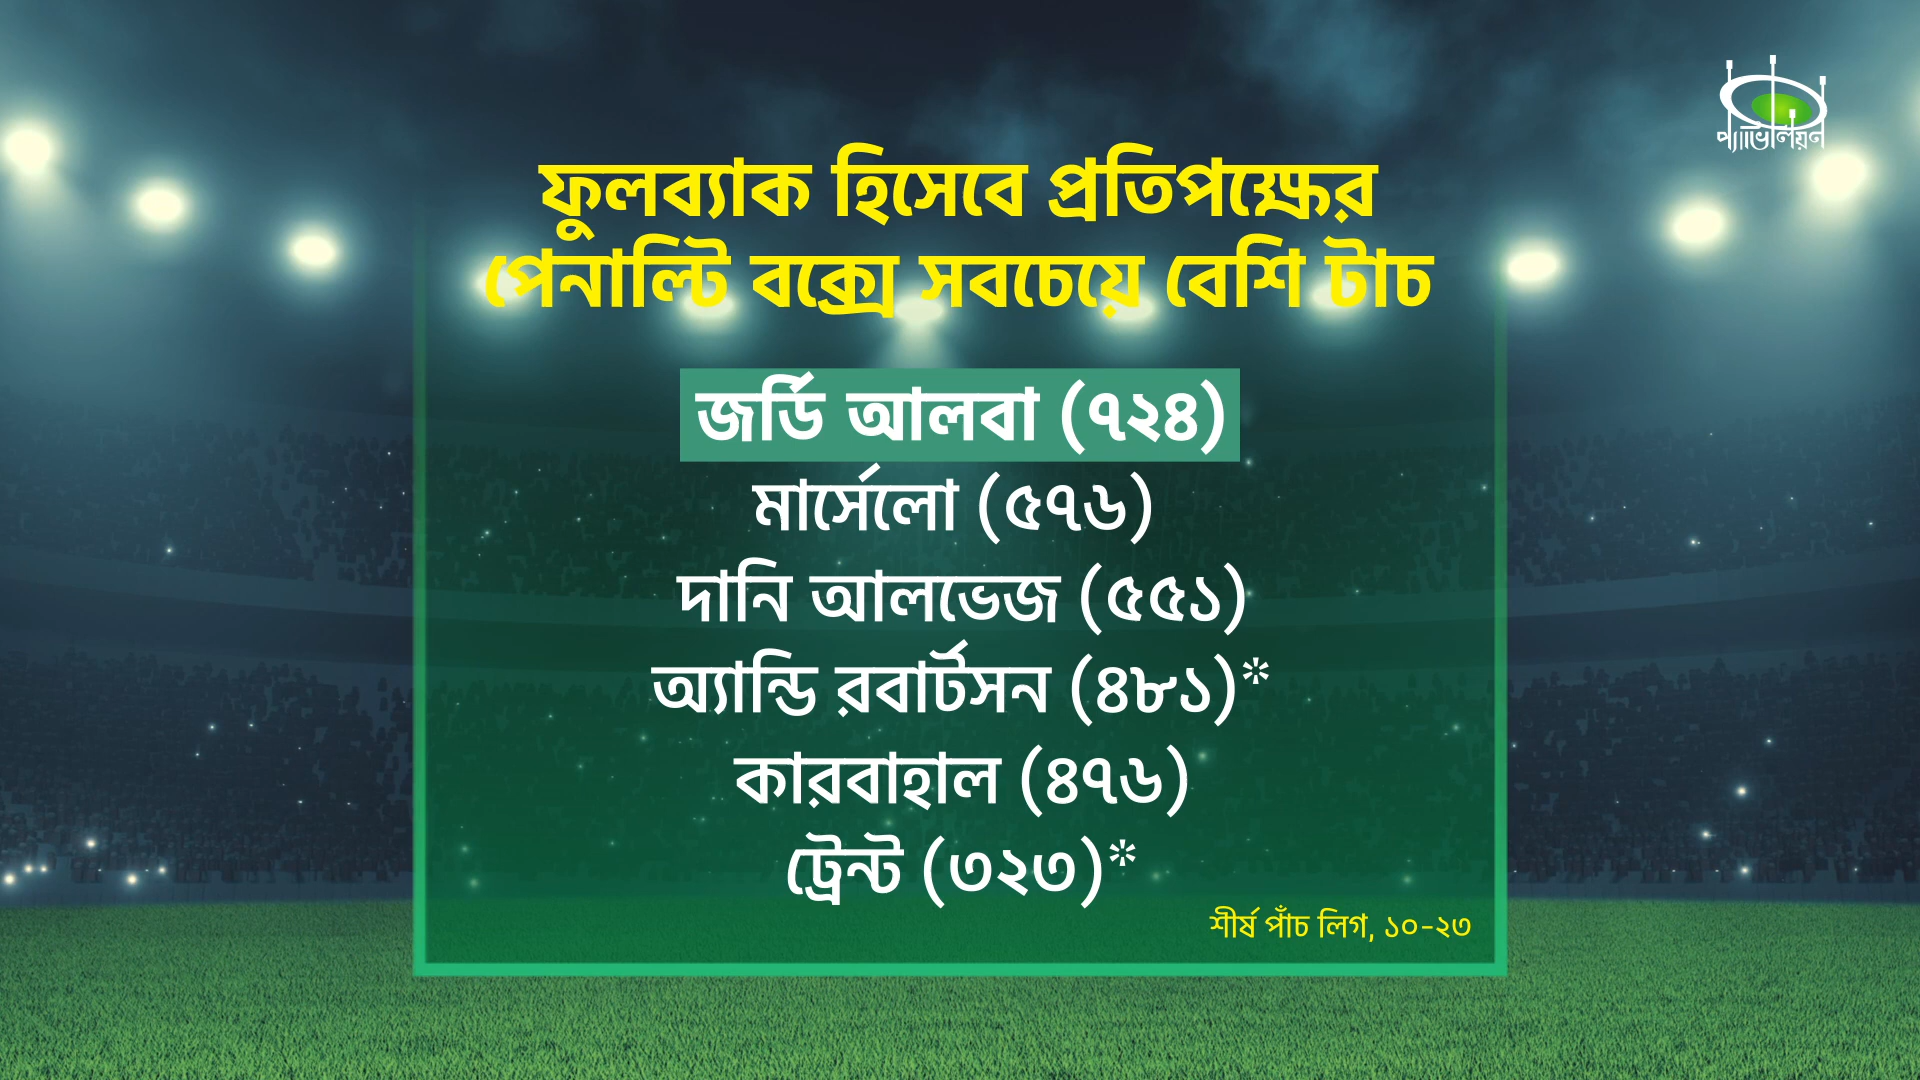 প্যাভিলিয়ন
ফুলব্যাক হিসেবে প্রতিপক্ষের
পেনাল্টি বক্সে সবচেয়ে বেশি টাচ
জর্ডি আলবা (৭২৪)
মার্সেলো (৫৭৬)
দানি আলভেজ (৫৫১)
অ্যান্ডি রবার্টসন (৪৮১)*
কারবাহাল (৪৭৬)
ট্রেন্ট (৩২৩)*
শীর্ষ পাঁচ লিগ, ১০-২৩